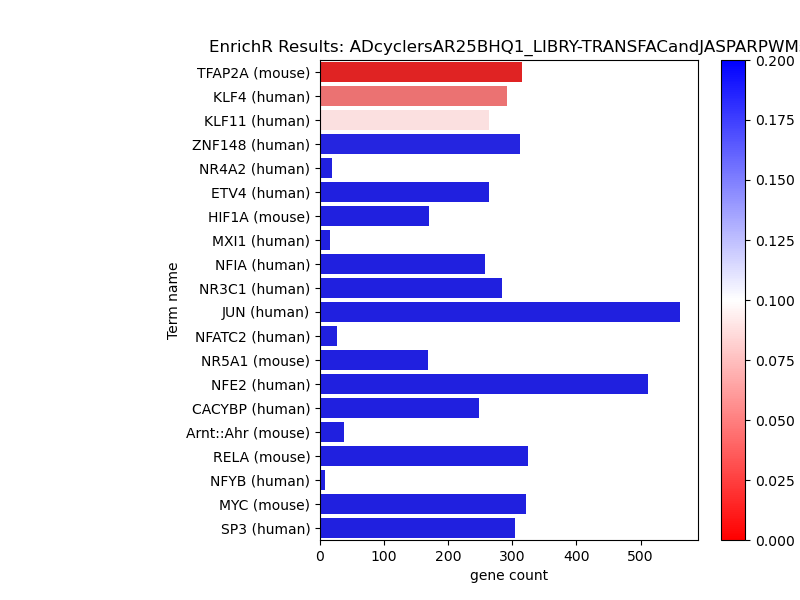 EnrichR Results: ADcyclersAR25BHQ1_LIBRY-TRANSFACandJASPARPWM
TFAP2A (mouse)
KLF4 (human)
KLF11 (human)
ZNF148 (human)
NR4A2 (human)
ETV4 (human)
HIF1A (mouse)
MXI1 (human)
NFIA (human)
NR3C1 (human)
JUN (human)
NFATC2 (human)
NR5A1 (mouse)
NFE2 (human)
CACYBP (human)
Arnt::Ahr (mouse)
RELA (mouse)
NFYB (human)
MYC (mouse)
SP3 (human)
Term name
0 100 200 300 400 500
gene count
0.200
0.175
0.150
0.125
0.100
0.075
0.050
0.025
0.000